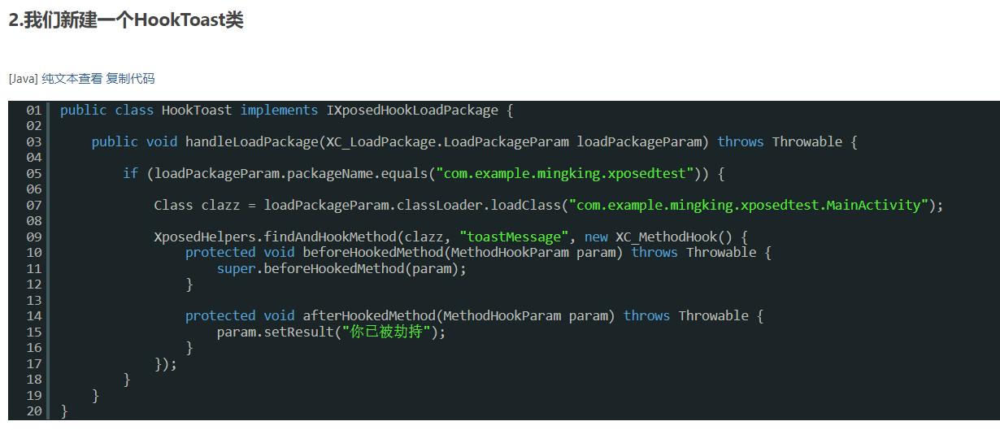 2.我们新建一个HookToast类
[Java] 纯文本查看 复制代码
01 public class HookToast implements IXposedHookLoadPackage {
02
03     public void handleLoadPackage(XC_LoadPackage.LoadPackageParam loadPackageParam) throws Throwable {
04
05         if (loadPackageParam.packageName.equals("com.example.mingking.xposedtest")) {
06
07             Class clazz = loadPackageParam.classLoader.loadClass("com.example.mingking.xposedtest.MainActivity");
08
09             XposedHelpers.findAndHookMethod(clazz, "toastMessage", new XC_MethodHook() {
10                 protected void beforeHookedMethod(MethodHookParam param) throws Throwable {
11                     super.beforeHookedMethod(param);
12                 }
13
14                 protected void afterHookedMethod(MethodHookParam param) throws Throwable {
15                     param.setResult("你已被劫持");
16                 }
17             });
18         }
19     }
20 }